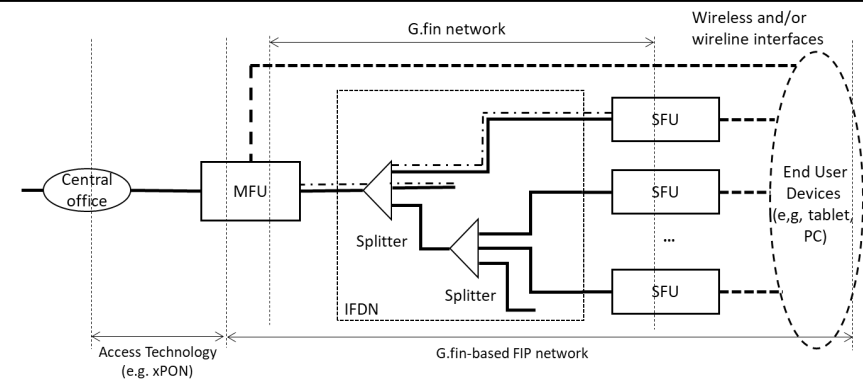 Wireless and/or
wireline interfaces
G.fin network
SFU
Central
office
MFU
SFU
End User
Devices
(e,g, tablet,
PC)
Splitter
...
Splitter
SFU
IFDN
Access Technology
(e.g. xPON)
G.fin-based FIP network